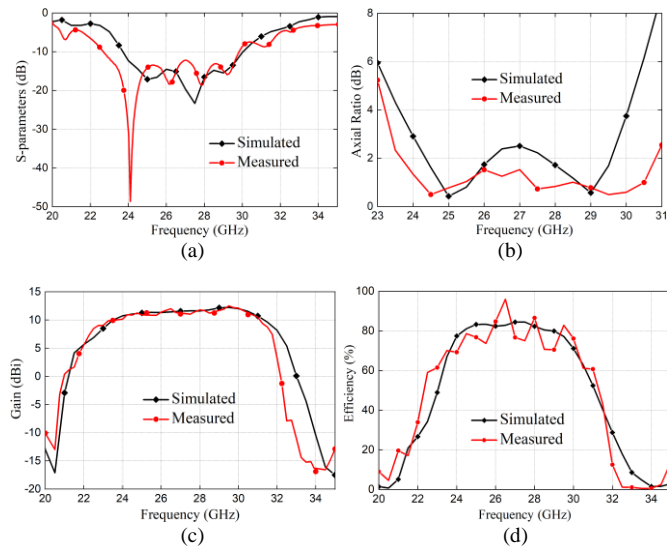 0
-10
-20
-30
-40
-50
S-parameters (dB)
Simulated
Measured
20 22 24 26 28 30 32 34
Frequency (GHz)
(a)
8
6
4
2
0
Axial Ratio (dB)
Simulated
Measured
23 24 25 26 27 28 29 30 31
Frequency (GHz)
(b)
15
10
5
0
-5
-10
-15
-20
Gain (dBi)
Simulated
Measured
20 22 24 26 28 30 32 34
Frequency (GHz)
(c)
100
80
60
40
20
0
Efficiency (%)
Simulated
Measured
20 22 24 26 28 30 32 34
Frequency (GHz)
(d)